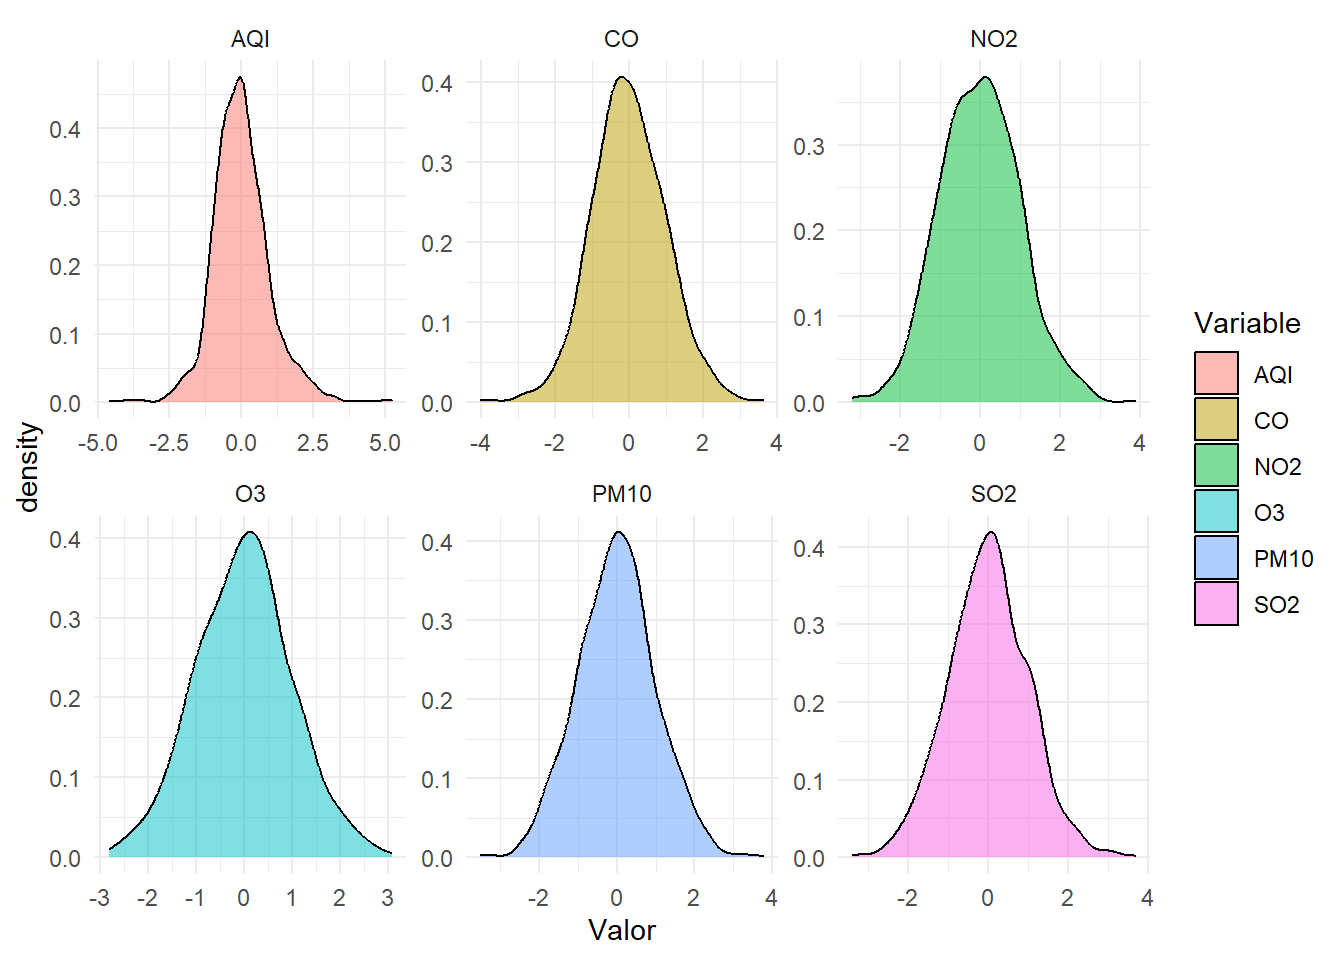 AQI CO NO2
0.4 0.4
0.3 0.3 0.3
0.2 0.2 0.2
0.1 0.1 0.1
0.0 0.0 0.0
-5.0 -2.5 0.0 2.5 5.0 -4 -2 0 2 4 -2 0 2 4
density
O3 PM10 SO2
0.4 0.4 0.4
0.3 0.3 0.3
0.2 0.2 0.2
0.1 0.1 0.1
0.0 0.0 0.0
-3 -2 -1 0 1 2 3 -2 0 2 4 -2 0 2 4
Valor
Variable
AQI
CO
NO2
O3
PM10
SO2